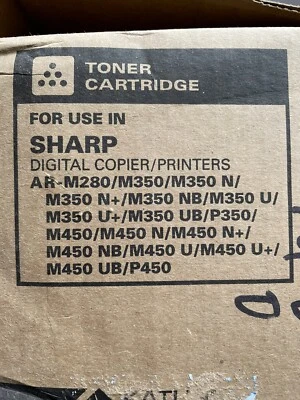 TONER
CARTRIDGE
FOR USE IN
SHARP
DIGITAL COPIER/PRINTERS
AR-M280/M350/M350 N/
M350 N+/M350 NB/M350 U/
M350 U+/M350 UB/P350/
M450/M450 N/M450 N+/
M450 NB/M450 U/M450 U+/
M450 UB/P450